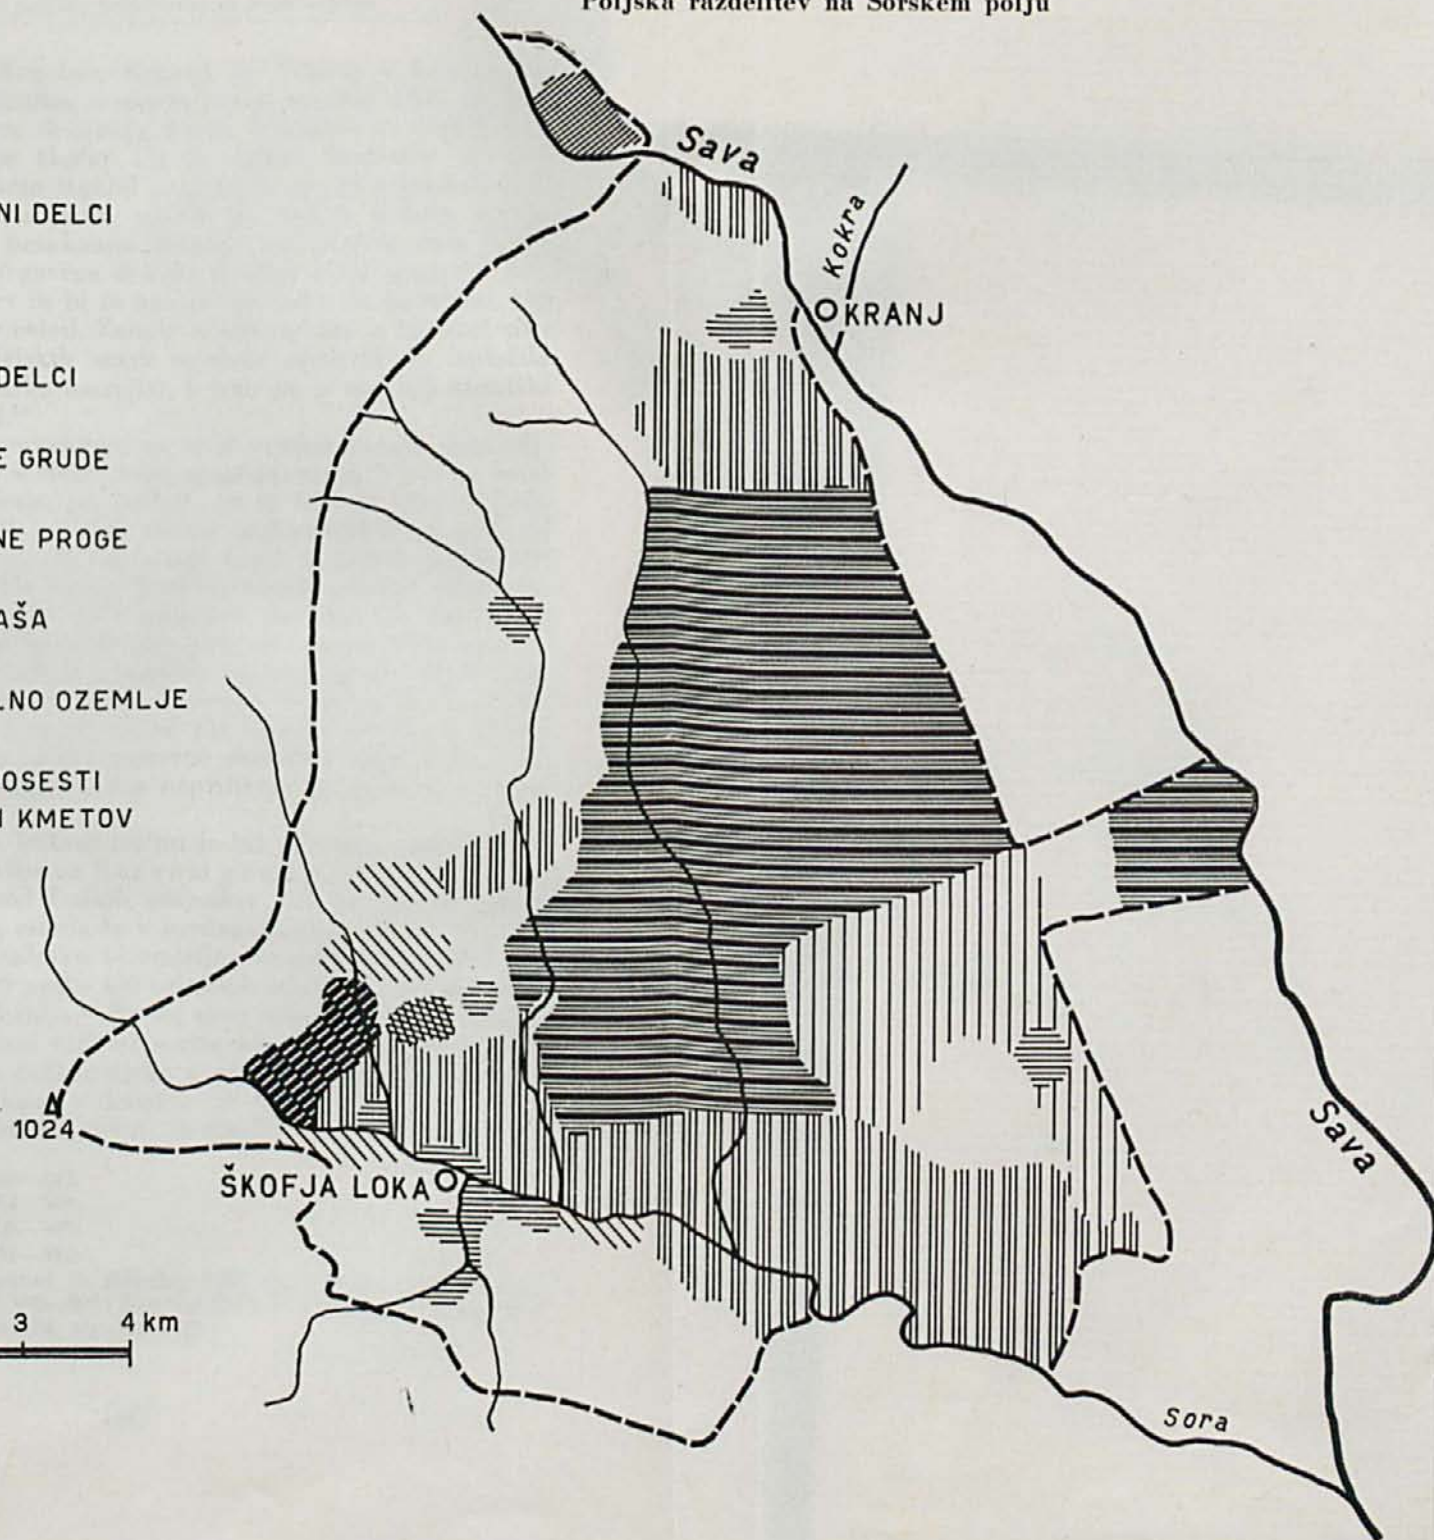 Poljska razdelitev na Sorskem polju
Sava
NI DELCI
Kokra
KRANJ
DELCI
E GRUDE
NE PROGE
AŠA
LNO OZEMLJE
OSESTI
I KMETOV
1024
Sava
ŠKOFJA LOKA
3 4 km
Sora